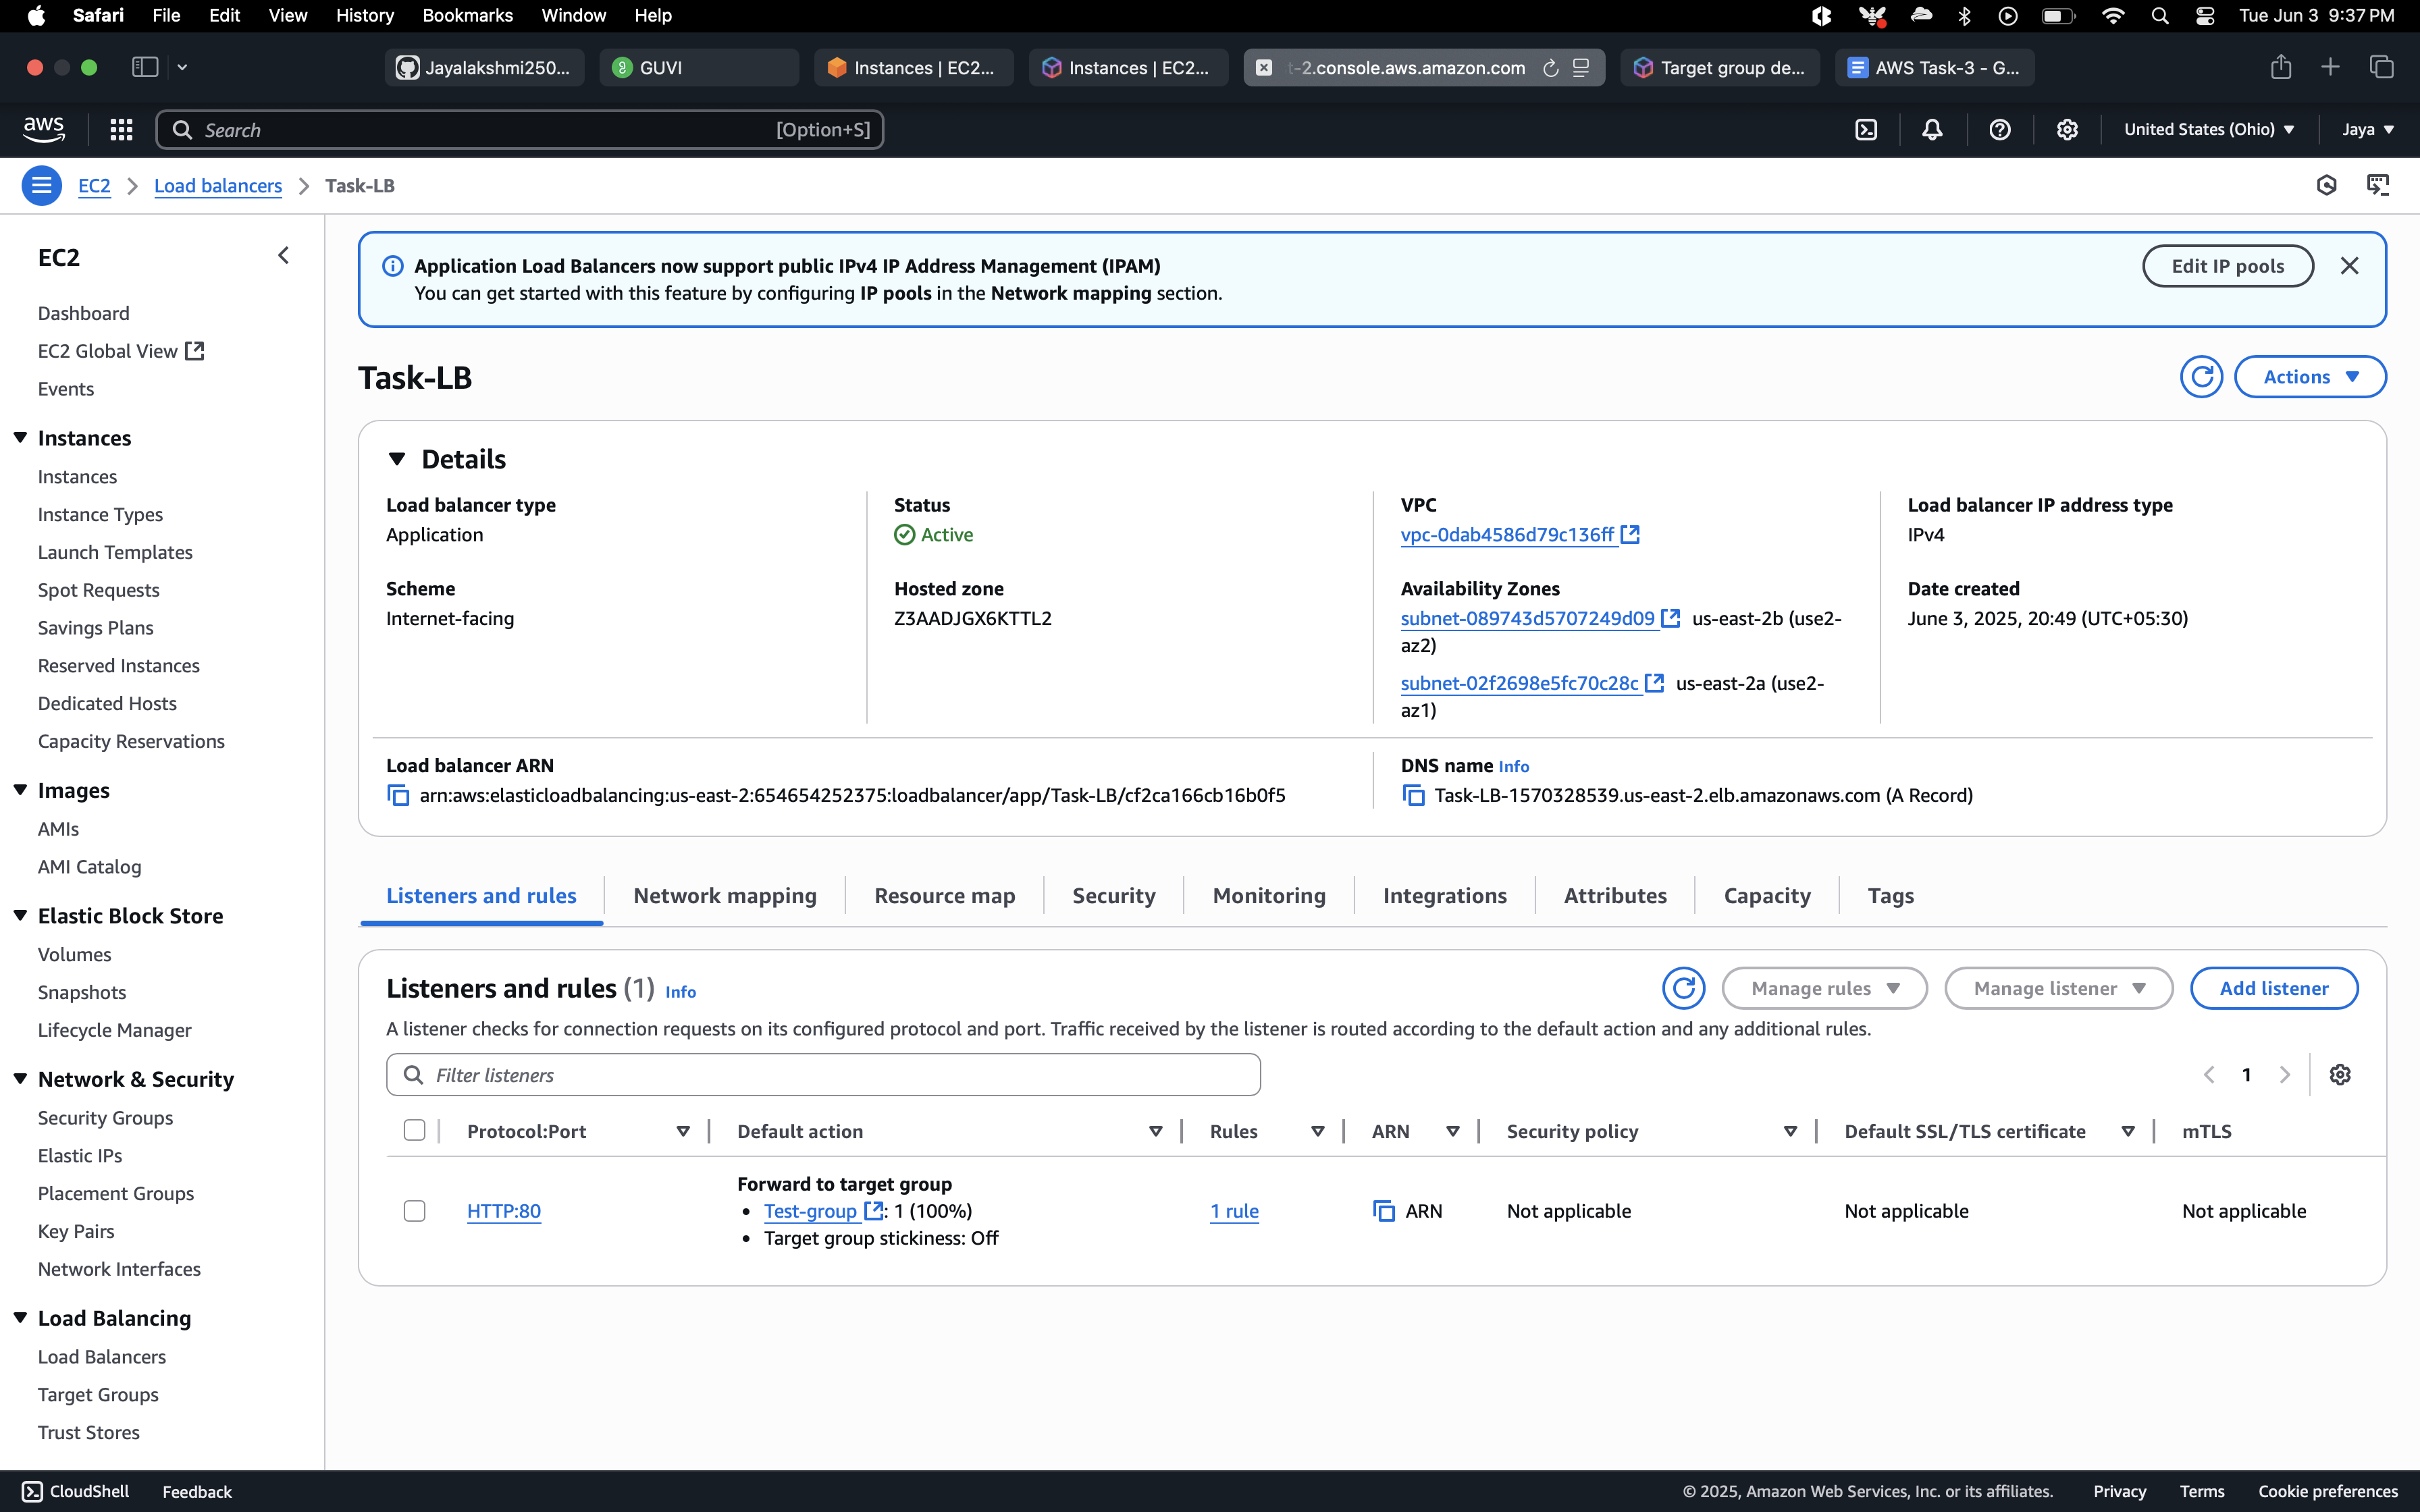 Safari File Edit View History Bookmarks Window Help Tue Jun 3 9:37 PM
Jayalakshmi250... GUVI Instances | EC2... Instances | EC2... t-2.console.aws.amazon.com Target group de... AWS Task-3 - G...
aws Search [Option+S] United States (Ohio) Jaya
EC2 Load balancers Task-LB
EC2
Dashboard
EC2 Global View
Events
Instances
Instances
Instance Types
Launch Templates
Spot Requests
Savings Plans
Reserved Instances
Dedicated Hosts
Capacity Reservations
Images
AMIs
AMI Catalog
Elastic Block Store
Volumes
Snapshots
Lifecycle Manager
Network & Security
Security Groups
Elastic IPs
Placement Groups
Key Pairs
Network Interfaces
Load Balancing
Load Balancers
Target Groups
Trust Stores
Application Load Balancers now support public IPv4 IP Address Management (IPAM)
You can get started with this feature by configuring IP pools in the Network mapping section.
Edit IP pools
Task-LB
Actions
Details
Load balancer type
Application
Status
Active
VPC
vpc-0dab4586d79c136ff
Load balancer IP address type
IPv4
Scheme
Internet-facing
Hosted zone
Z3AADJGX6KTTL2
Availability Zones
subnet-089743d5707249d09 us-east-2b (use2-
az2)
subnet-02f2698e5fc70c28c us-east-2a (use2-
az1)
Date created
June 3, 2025, 20:49 (UTC+05:30)
Load balancer ARN
arn:aws:elasticloadbalancing:us-east-2:654654252375:loadbalancer/app/Task-LB/cf2ca166cb16b0f5
DNS name Info
Task-LB-1570328539.us-east-2.elb.amazonaws.com (A Record)
Listeners and rules Network mapping Resource map Security Monitoring Integrations Attributes Capacity Tags
Listeners and rules (1) Info
Manage rules Manage listener Add listener
A listener checks for connection requests on its configured protocol and port. Traffic received by the listener is routed according to the default action and any additional rules.
Filter listeners
1
Protocol:Port Default action Rules ARN Security policy Default SSL/TLS certificate mTLS
Forward to target group
HTTP:80 • Test-group : 1 (100%) 1 rule ARN Not applicable Not applicable Not applicable
• Target group stickiness: Off
CloudShell Feedback © 2025, Amazon Web Services, Inc. or its affiliates. Privacy Terms Cookie preferences